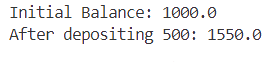 Initial Balance: 1000.0
After depositing 500: 1550.0